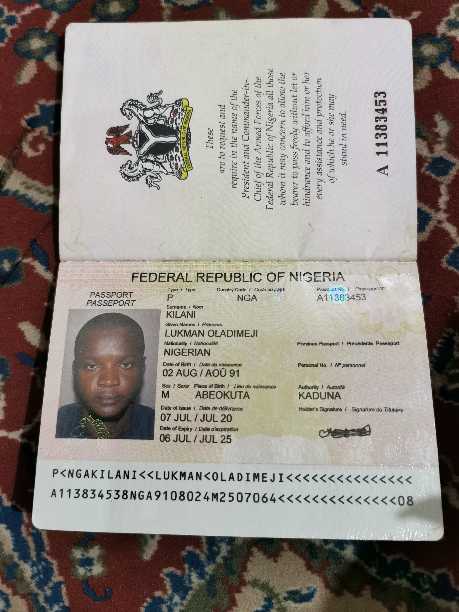 These
are to request and
require in the name of the
President and Commander-in-
Chief of the Armed Forces of the
Federal Republic of Nigeria all those
whom it may concern to allow the
bearer to pass freely without let or
hindrance and to afford him or her
every assistance and protection
of which he or she may
stand in need.
A 11383453
FEDERAL REPUBLIC OF NIGERIA
PASSPORT
PASSEPORT
Type / Type
Country Code / Code du pays
P
NGA
A11383453
Surname / Nom
KILANI
Given Names / Prénoms
LUKMAN OLADIMEJI
Nationality / Nationalité
Previous Passport / Précédente Passeport
NIGERIAN
Date of Birth / Date de naissance
Personal No. / N° personnel
02 AUG / AOÛ 91
Sex / Sexe Place of Birth / Lieu de naissance
Authority / Autorité
M
ABEOKUTA
KADUNA
Date of Issue / Date de délivrance
Holder's Signature / Signature du Titulaire
07 JUL / JUL 20
Date of Expiry / Date d'expiration
06 JUL / JUL 25
P<NGAKILANI<<LUKMAN<OLADIMEJI<<<<<<<<<<<<<<<
A113834538NGA9108024M2507064<<<<<<<<<<<<<<08